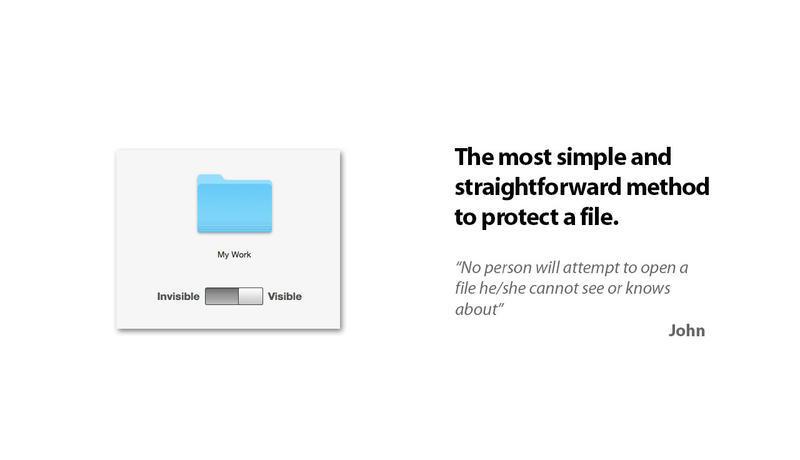 My Work
Invisible Visible
The most simple and
straightforward method
to protect a file.
“No person will attempt to open a
file he/she cannot see or knows
about”
John